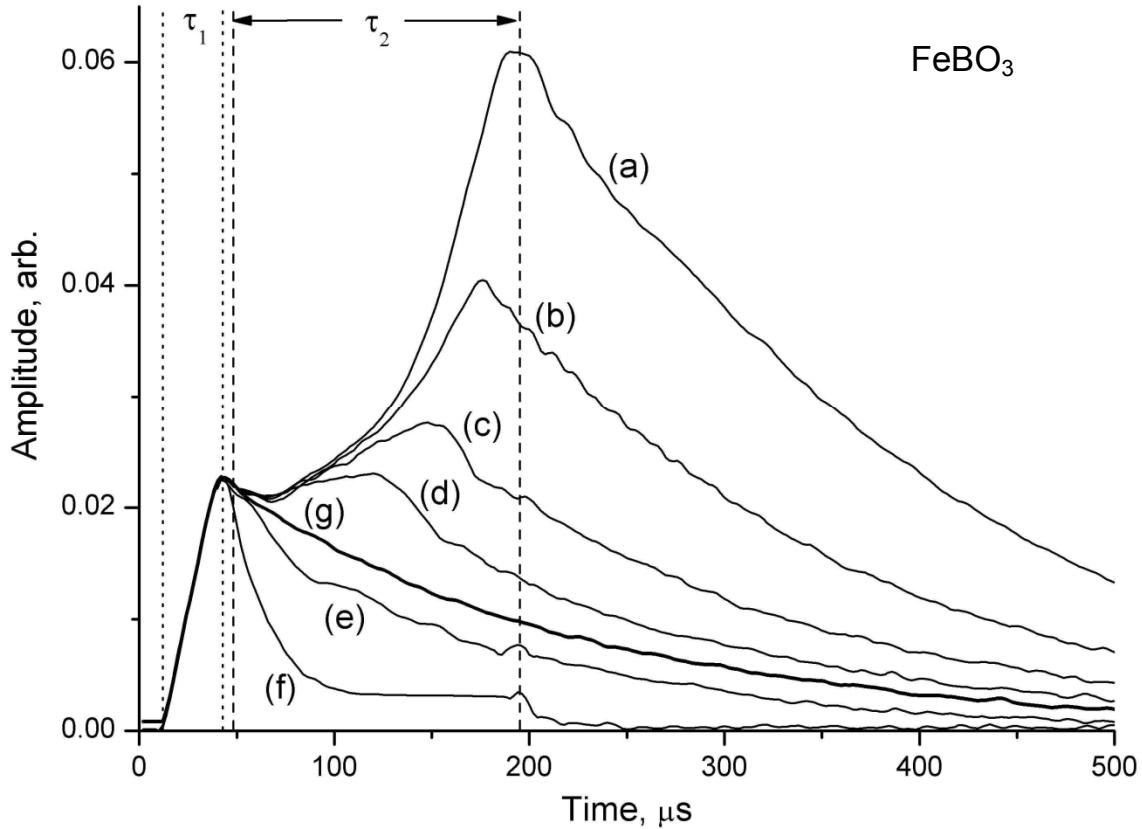 τ₁
τ₂
FeBO₃
0.06
0.04
0.02
0.00
Amplitude, arb.
(a)
(b)
(c)
(d)
(g)
(e)
(f)
0 100 200 300 400 500
Time, μs